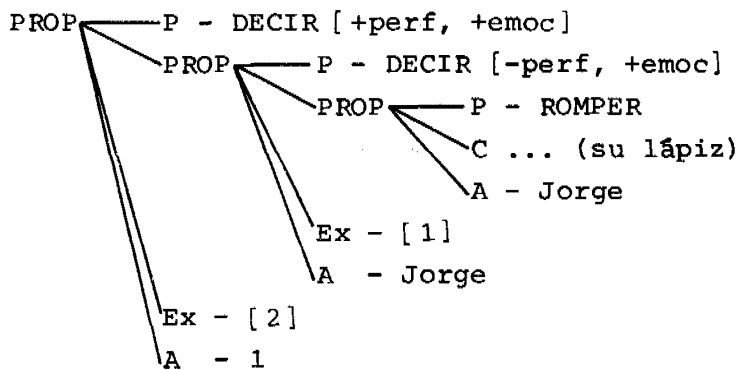 PROP P - DECIR [+perf, +emoc]
PROP P - DECIR [-perf, +emoc]
PROP P - ROMPER
C ... (su lápiz)
A - Jorge
Ex - [1]
A - Jorge
Ex - [2]
A - 1